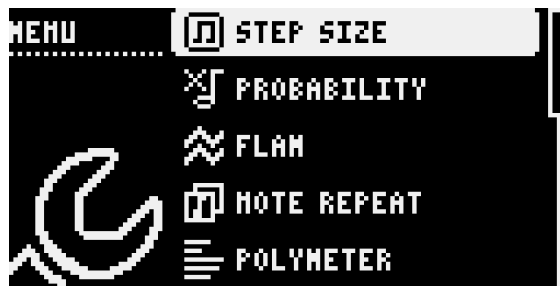 MENU
STEP SIZE
PROBABILITY
FLAM
NOTE REPEAT
POLYMETER